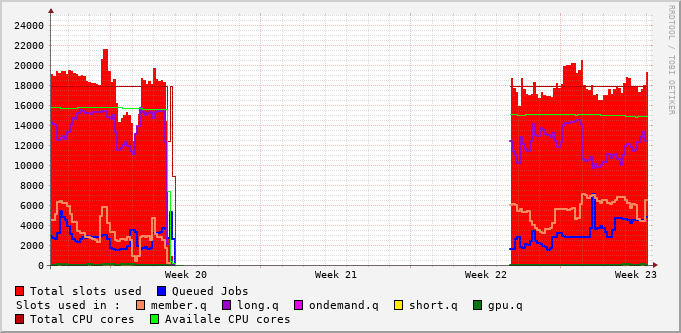 RRDTOOL / TOBI OETIKER
24000
22000
20000
18000
16000
14000
12000
10000
8000
6000
4000
2000
0
Week 20 Week 21 Week 22 Week 23
Total slots used Queued Jobs
Slots used in : member.q long.q ondemand.q short.q gpu.q
Total CPU cores Availale CPU cores